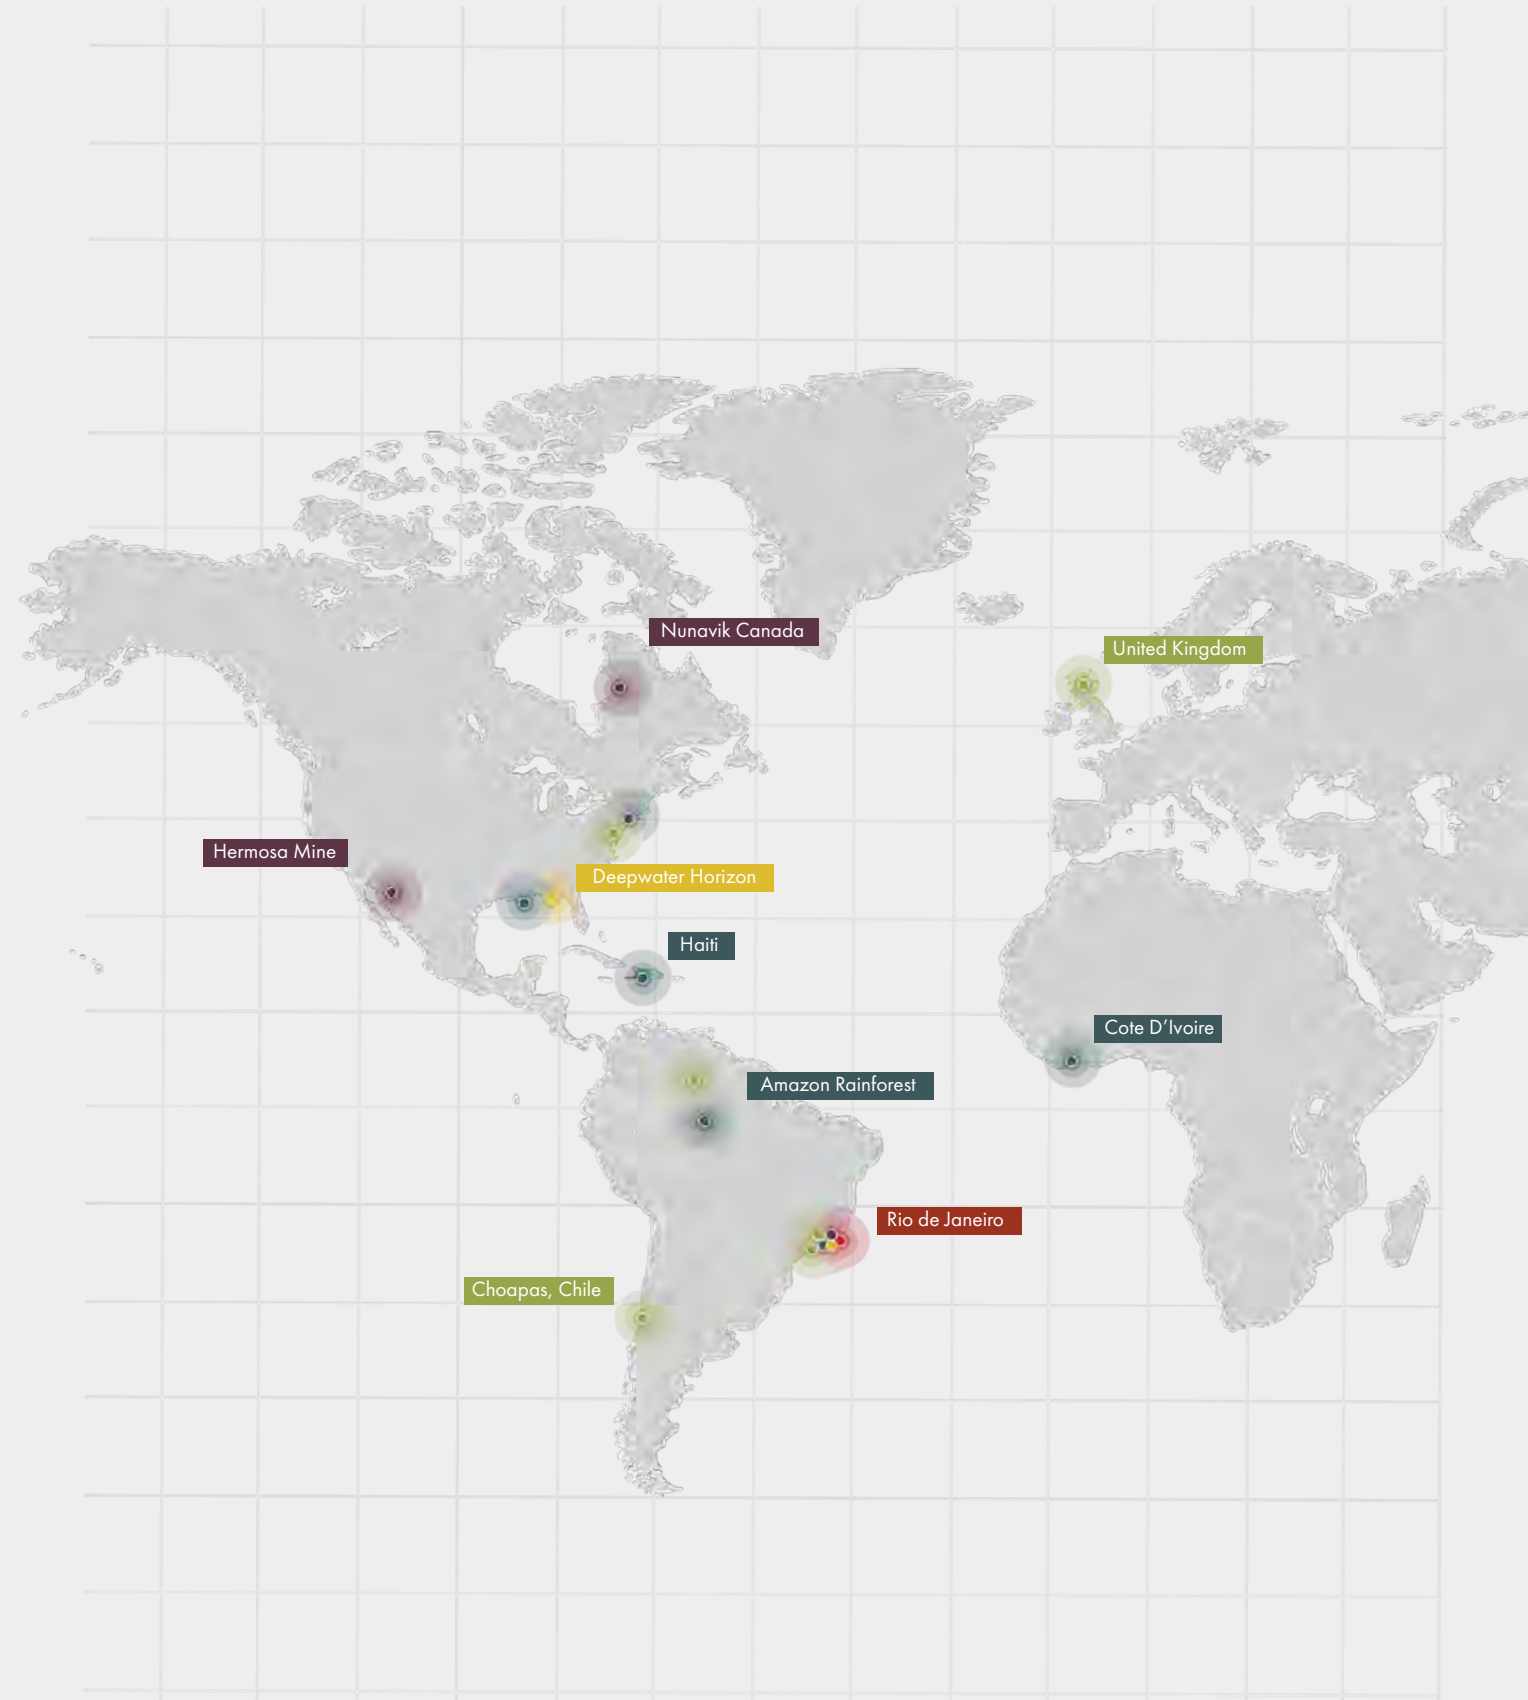 Nunavik Canada
United Kingdom
Hermosa Mine
Deepwater Horizon
Haiti
Cote D’Ivoire
Amazon Rainforest
Rio de Janeiro
Choapas, Chile